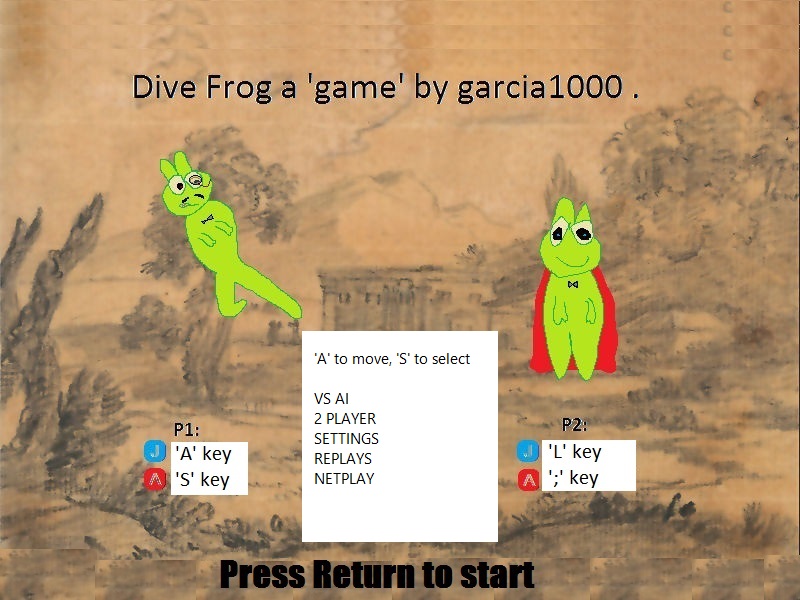 Dive Frog a 'game' by garcia1000 .
'A' to move, 'S' to select
VS AI
2 PLAYER
SETTINGS
REPLAYS
NETPLAY
P1:
J 'A' key
A 'S' key
P2:
J 'L' key
A ';' key
Press Return to start